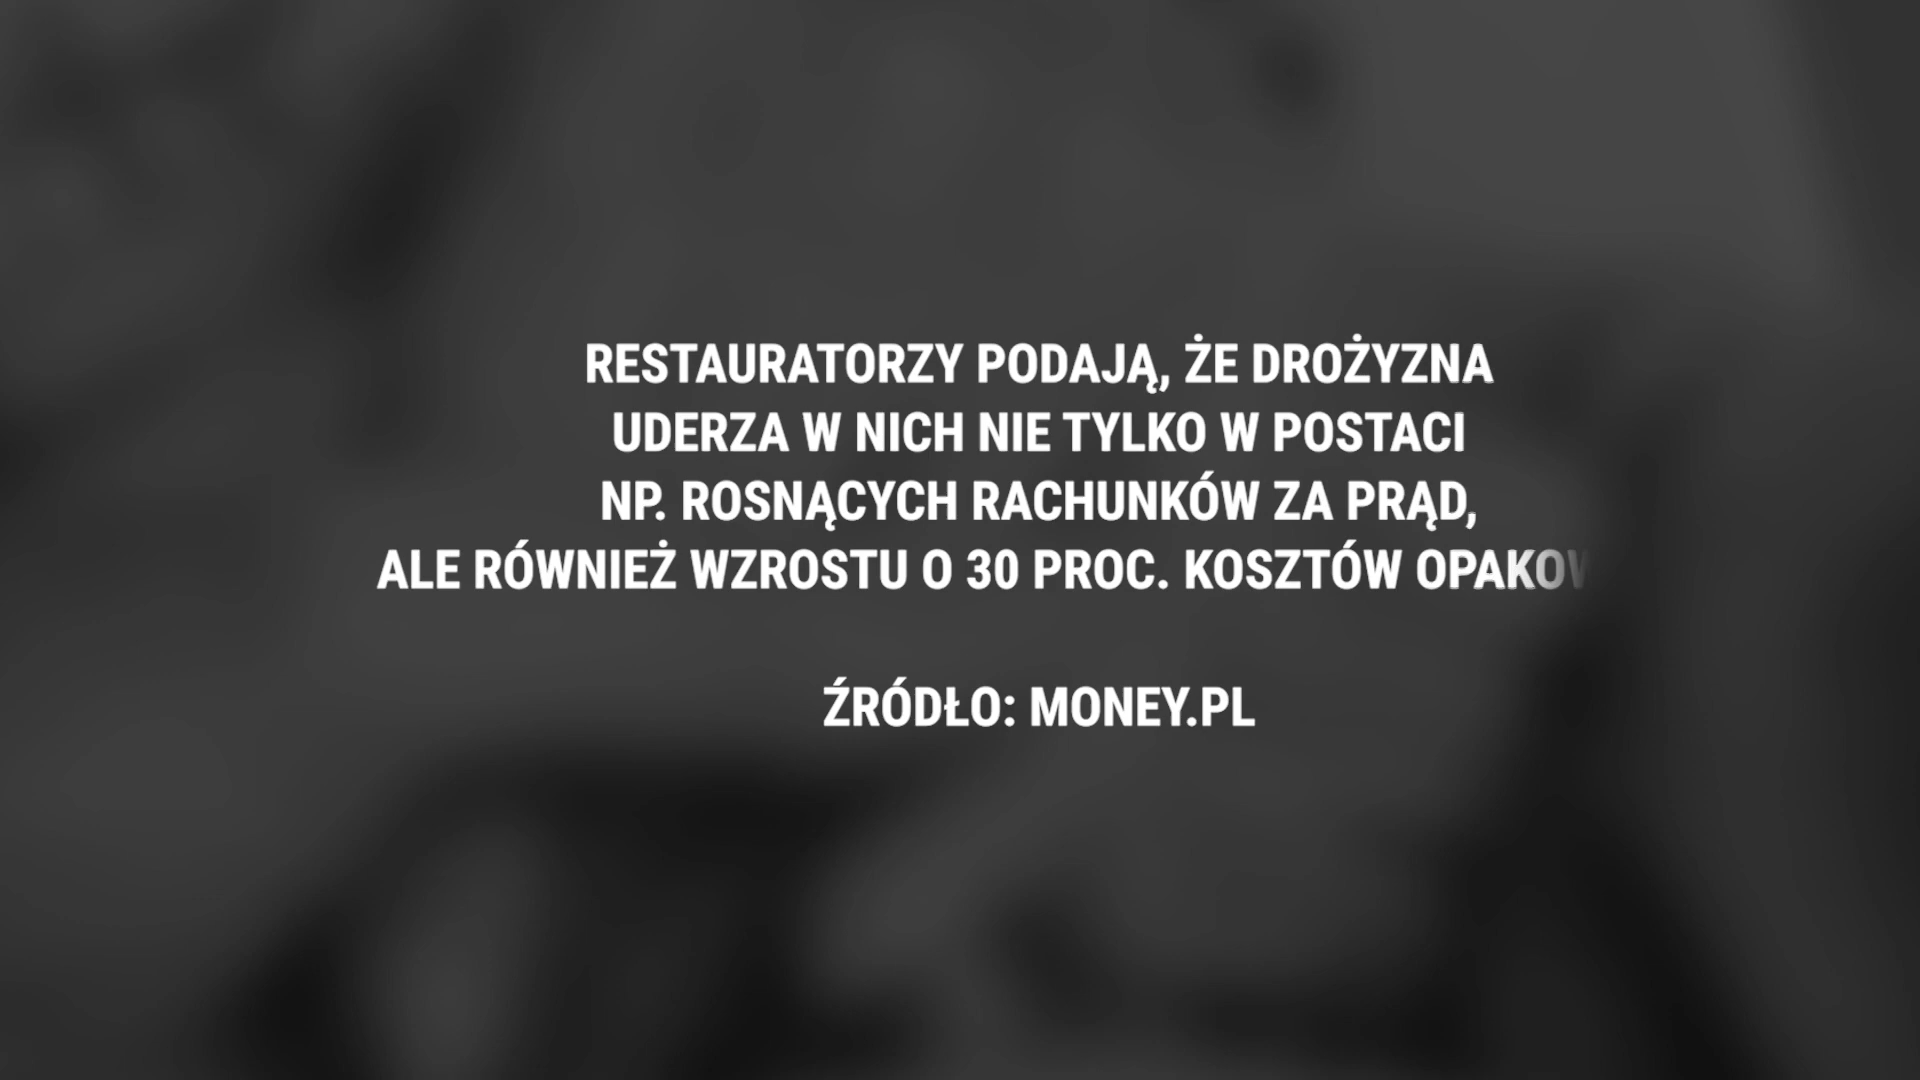 RESTAURATORZY PODAJĄ, ŻE DROŻYZNA
UDERZA W NICH NIE TYLKO W POSTACI
NP. ROSNĄCYCH RACHUNKÓW ZA PRĄD,
ALE RÓWNIEŻ WZROSTU O 30 PROC. KOSZTÓW OPAKOW
ŹRÓDŁO: MONEY.PL